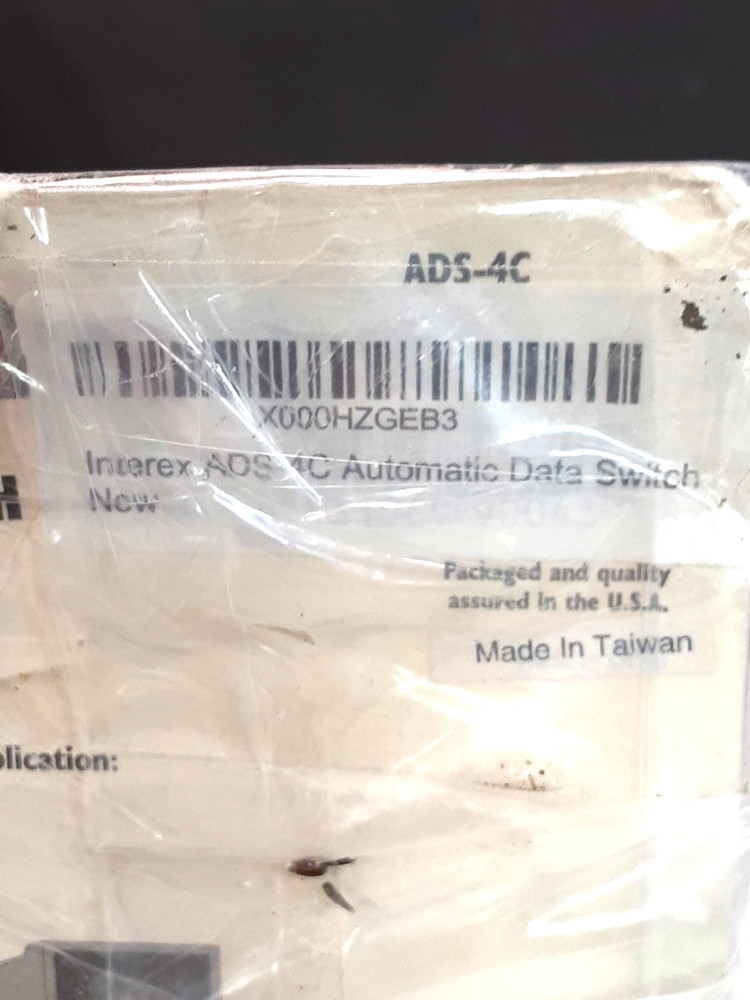 ADS-4C
X000HZGEB3
Interex ADS-4C Automatic Data Switch
New
H
Packaged and quality
assured in the U.S.A.
Made In Taiwan
plication: